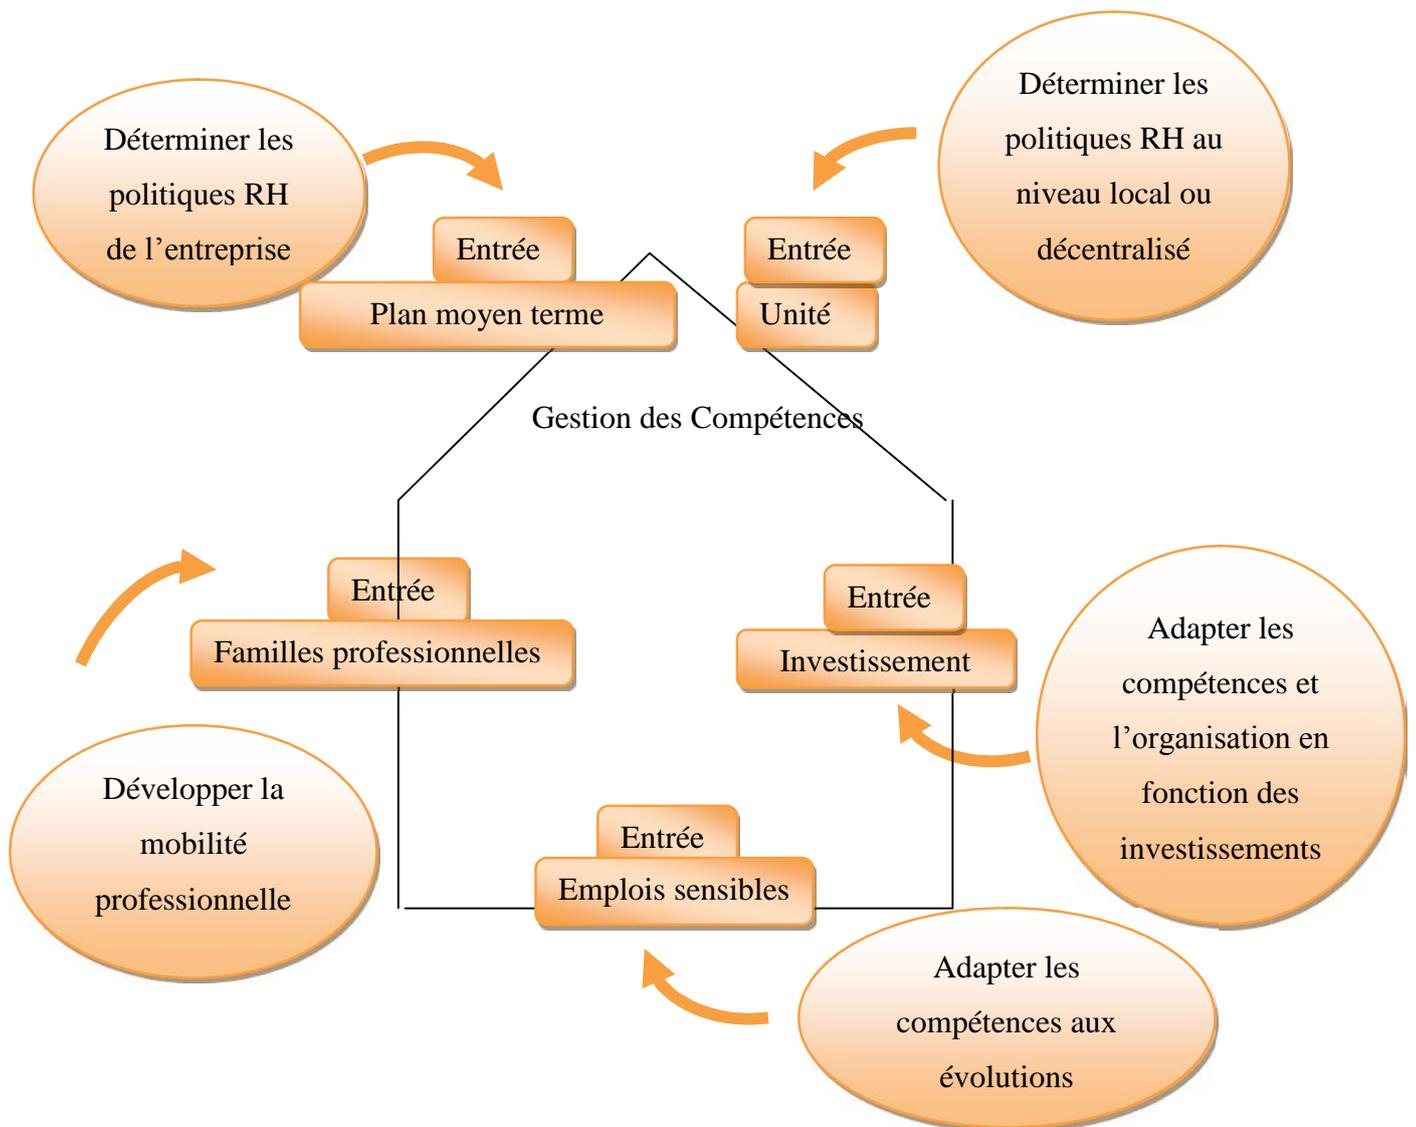 Déterminer les
politiques RH
de l’entreprise
Déterminer les
politiques RH au
niveau local ou
décentralisé
Entrée
Plan moyen terme
Entrée
Unité
Gestion des Compétences
Entrée
Familles professionnelles
Entrée
Investissement
Adapter les
compétences et
l’organisation en
fonction des
investissements
Développer la
mobilité
professionnelle
Entrée
Emplois sensibles
Adapter les
compétences aux
évolutions